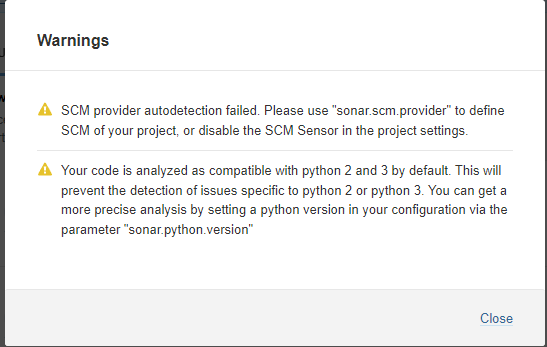 Warnings
SCM provider autodetection failed. Please use "sonar.scm.provider" to define
SCM of your project, or disable the SCM Sensor in the project settings.
Your code is analyzed as compatible with python 2 and 3 by default. This will
prevent the detection of issues specific to python 2 or python 3. You can get a
more precise analysis by setting a python version in your configuration via the
parameter "sonar.python.version"
Close